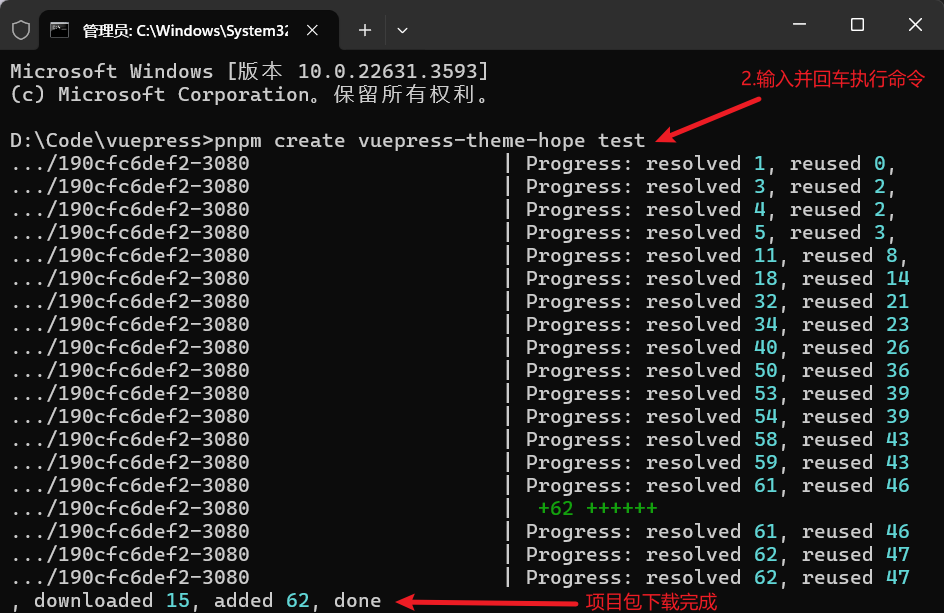 管理员: C:\Windows\System32
Microsoft Windows [版本 10.0.22631.3593]
(c) Microsoft Corporation。保留所有权利。
2.输入并回车执行命令
D:\Code\vuepress>pnpm create vuepress-theme-hope test
.../190cfc6def2-3080 | Progress: resolved 1, reused 0,
.../190cfc6def2-3080 | Progress: resolved 3, reused 2,
.../190cfc6def2-3080 | Progress: resolved 4, reused 2,
.../190cfc6def2-3080 | Progress: resolved 5, reused 3,
.../190cfc6def2-3080 | Progress: resolved 11, reused 8,
.../190cfc6def2-3080 | Progress: resolved 18, reused 14
.../190cfc6def2-3080 | Progress: resolved 32, reused 21
.../190cfc6def2-3080 | Progress: resolved 34, reused 23
.../190cfc6def2-3080 | Progress: resolved 40, reused 26
.../190cfc6def2-3080 | Progress: resolved 50, reused 36
.../190cfc6def2-3080 | Progress: resolved 53, reused 39
.../190cfc6def2-3080 | Progress: resolved 54, reused 39
.../190cfc6def2-3080 | Progress: resolved 58, reused 43
.../190cfc6def2-3080 | Progress: resolved 59, reused 43
.../190cfc6def2-3080 | Progress: resolved 61, reused 46
.../190cfc6def2-3080 | +62 ++++++
.../190cfc6def2-3080 | Progress: resolved 61, reused 46
.../190cfc6def2-3080 | Progress: resolved 62, reused 47
.../190cfc6def2-3080 | Progress: resolved 62, reused 47
, downloaded 15, added 62, done
项目包下载完成